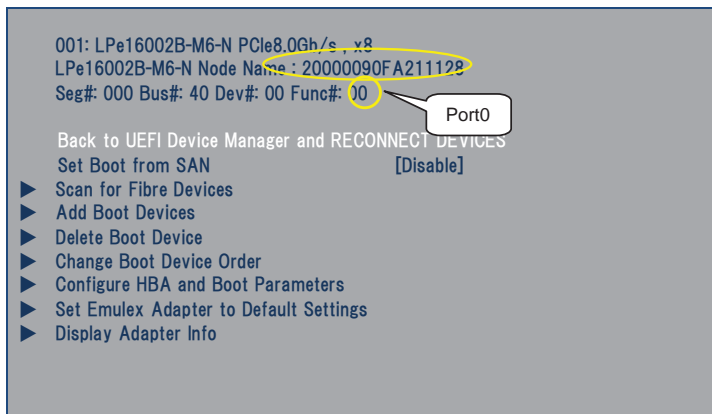 001: LPe16002B-M6-N PCIe8.0Gb/s , x8
LPe16002B-M6-N Node Name : 20000090FA211128
Seg#: 000 Bus#: 40 Dev#: 00 Func#: 00
Port0
Back to UEFI Device Manager and RECONNECT DEVICES
Set Boot from SAN [Disable]
▶ Scan for Fibre Devices
▶ Add Boot Devices
▶ Delete Boot Device
▶ Change Boot Device Order
▶ Configure HBA and Boot Parameters
▶ Set Emulex Adapter to Default Settings
▶ Display Adapter Info